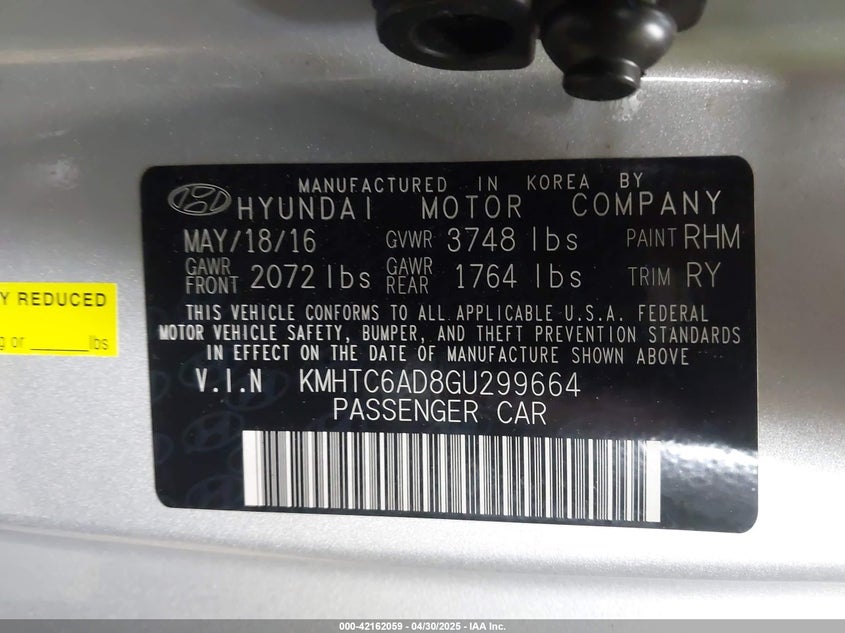 MANUFACTURED IN KOREA BY
HYUNDAI MOTOR COMPANY
MAY/18/16 GVWR 3748 lbs PAINT RHM
GAWR FRONT 2072 lbs GAWR REAR 1764 lbs TRIM RY
THIS VEHICLE CONFORMS TO ALL APPLICABLE U.S.A. FEDERAL
MOTOR VEHICLE SAFETY, BUMPER, AND THEFT PREVENTION STANDARDS
IN EFFECT ON THE DATE OF MANUFACTURE SHOWN ABOVE
V.I.N KMHTC6AD8GU299664
PASSENGER CAR
Y REDUCED
g or ______lbs
000-42162059 - 04/30/2025 - IAA Inc.